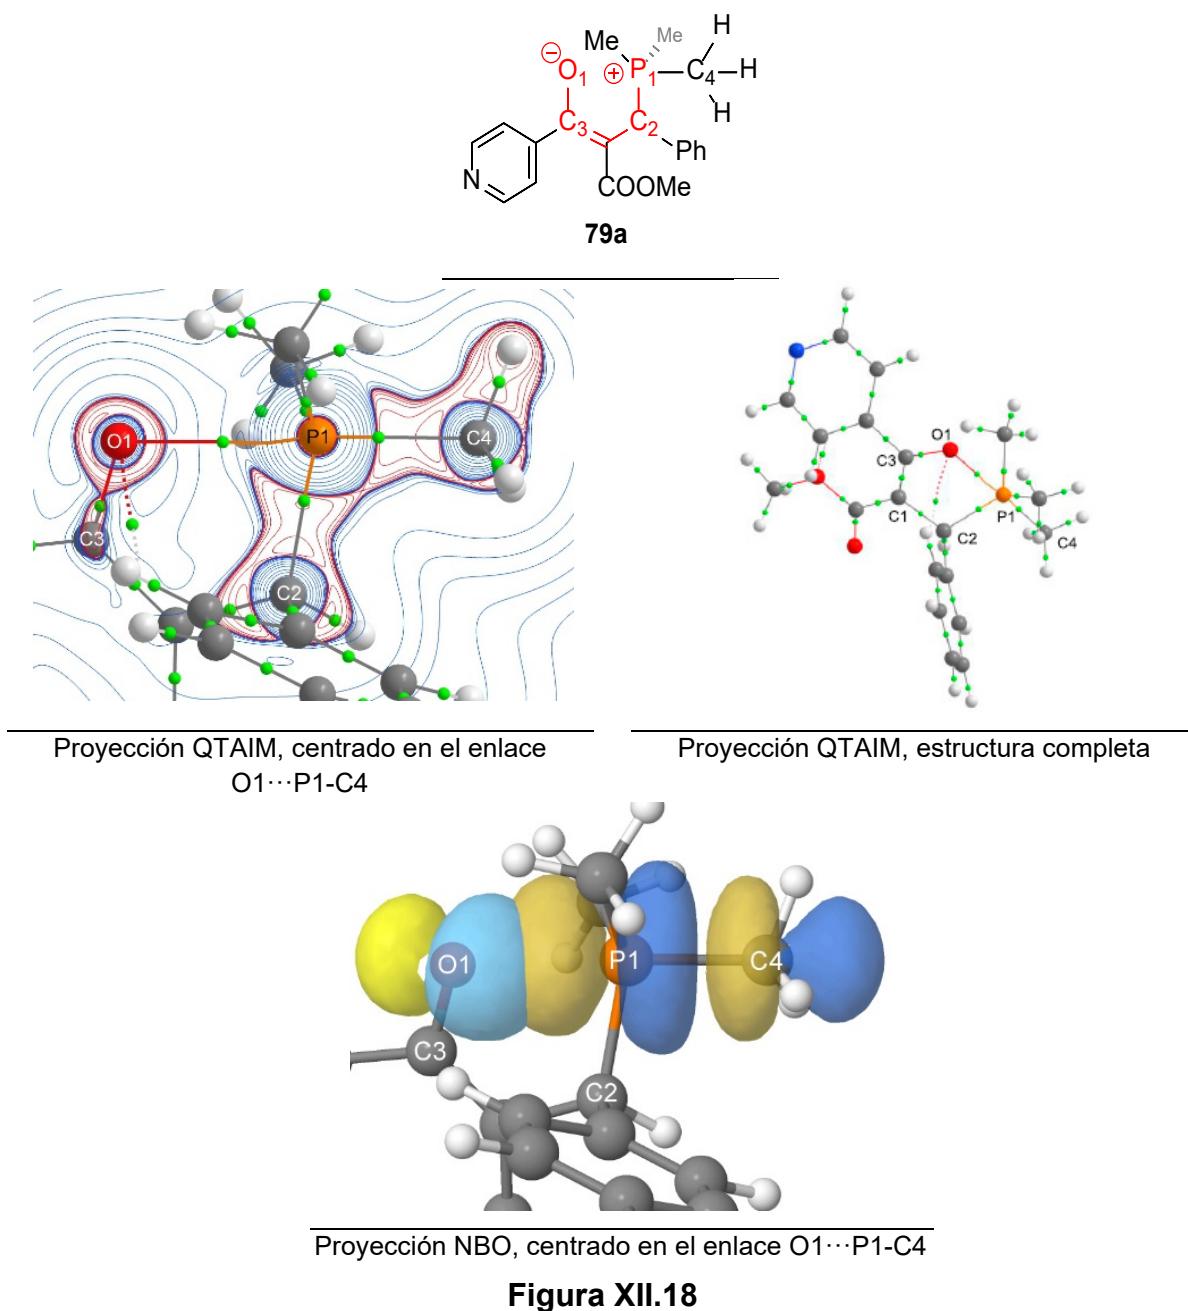 Me Me H
⊖ O1 ⊕ P1 C4 H
H
C3 C2
Ph
N COOMe
79a
O1 P1 C4
C3
C2
O1
C3
C1 P1
C2 C4
Proyección QTAIM, centrado en el enlace
O1···P1-C4
Proyección QTAIM, estructura completa
O1 P1 C4
C3
C2
Proyección NBO, centrado en el enlace O1···P1-C4
Figura XII.18